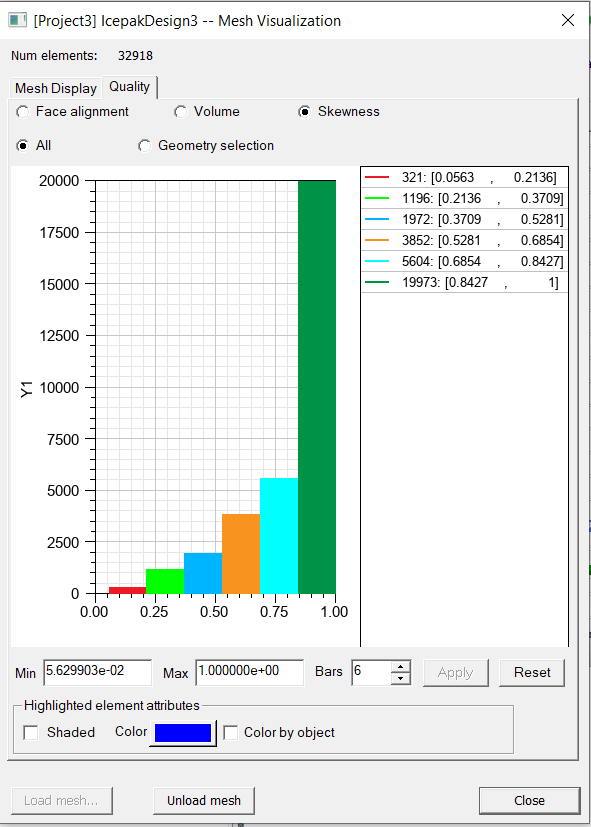 [Project3] IcepakDesign3 -- Mesh Visualization
Num elements: 32918
Mesh Display Quality
Face alignment Volume Skewness
All Geometry selection
20000
17500
15000
12500
10000
7500
5000
2500
0
Y1
0.00 0.25 0.50 0.75 1.00
321: [0.0563 , 0.2136]
1196: [0.2136 , 0.3709]
1972: [0.3709 , 0.5281]
3852: [0.5281 , 0.6854]
5604: [0.6854 , 0.8427]
19973: [0.8427 , 1]
Min 5.629903e-02 Max 1.000000e+00 Bars 6 Apply Reset
Highlighted element attributes
Shaded Color Color by object
Load mesh... Unload mesh Close